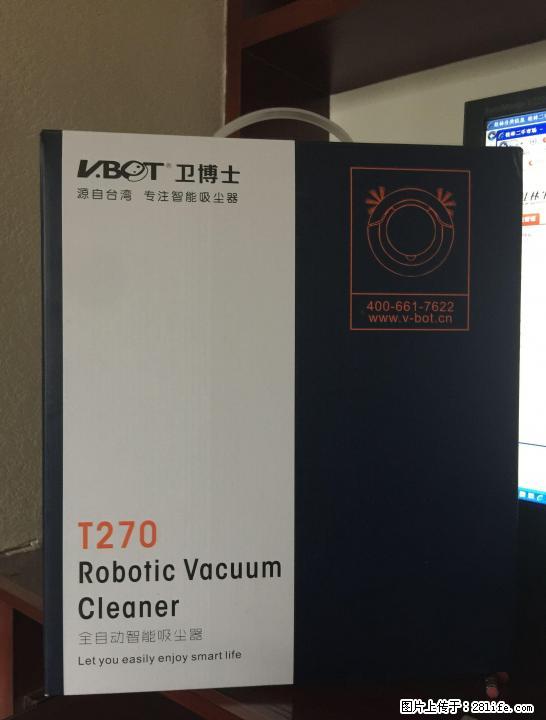 V-BOT® 卫博士
源自台湾 专注智能吸尘器
400-661-7622
www.v-bot.cn
T270
Robotic Vacuum
Cleaner
全自动智能吸尘器
Let you easily enjoy smart life
图片上传于：28life.com